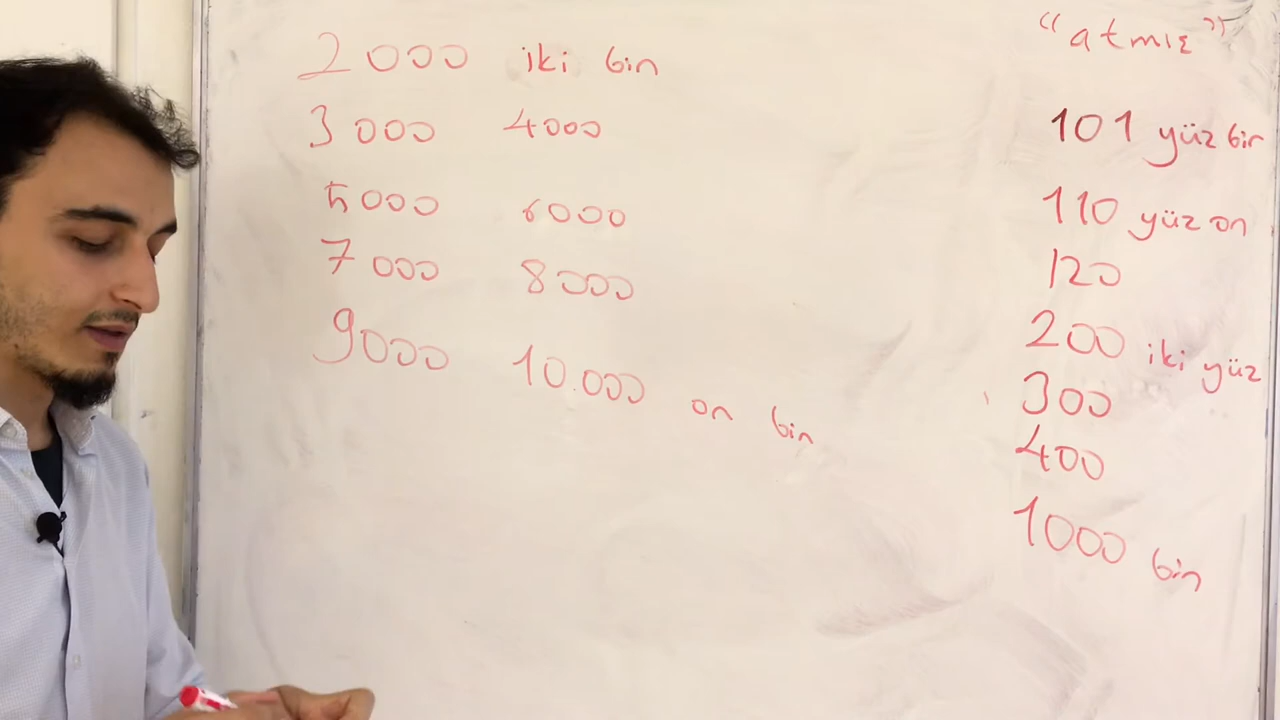 2000 iki bin
3000 4000
5000 6000
7000 8000
9000 10.000 on bin
"atmış"
101 yüz bir
110 yüz on
120
200 iki yüz
300
400
1000 bin